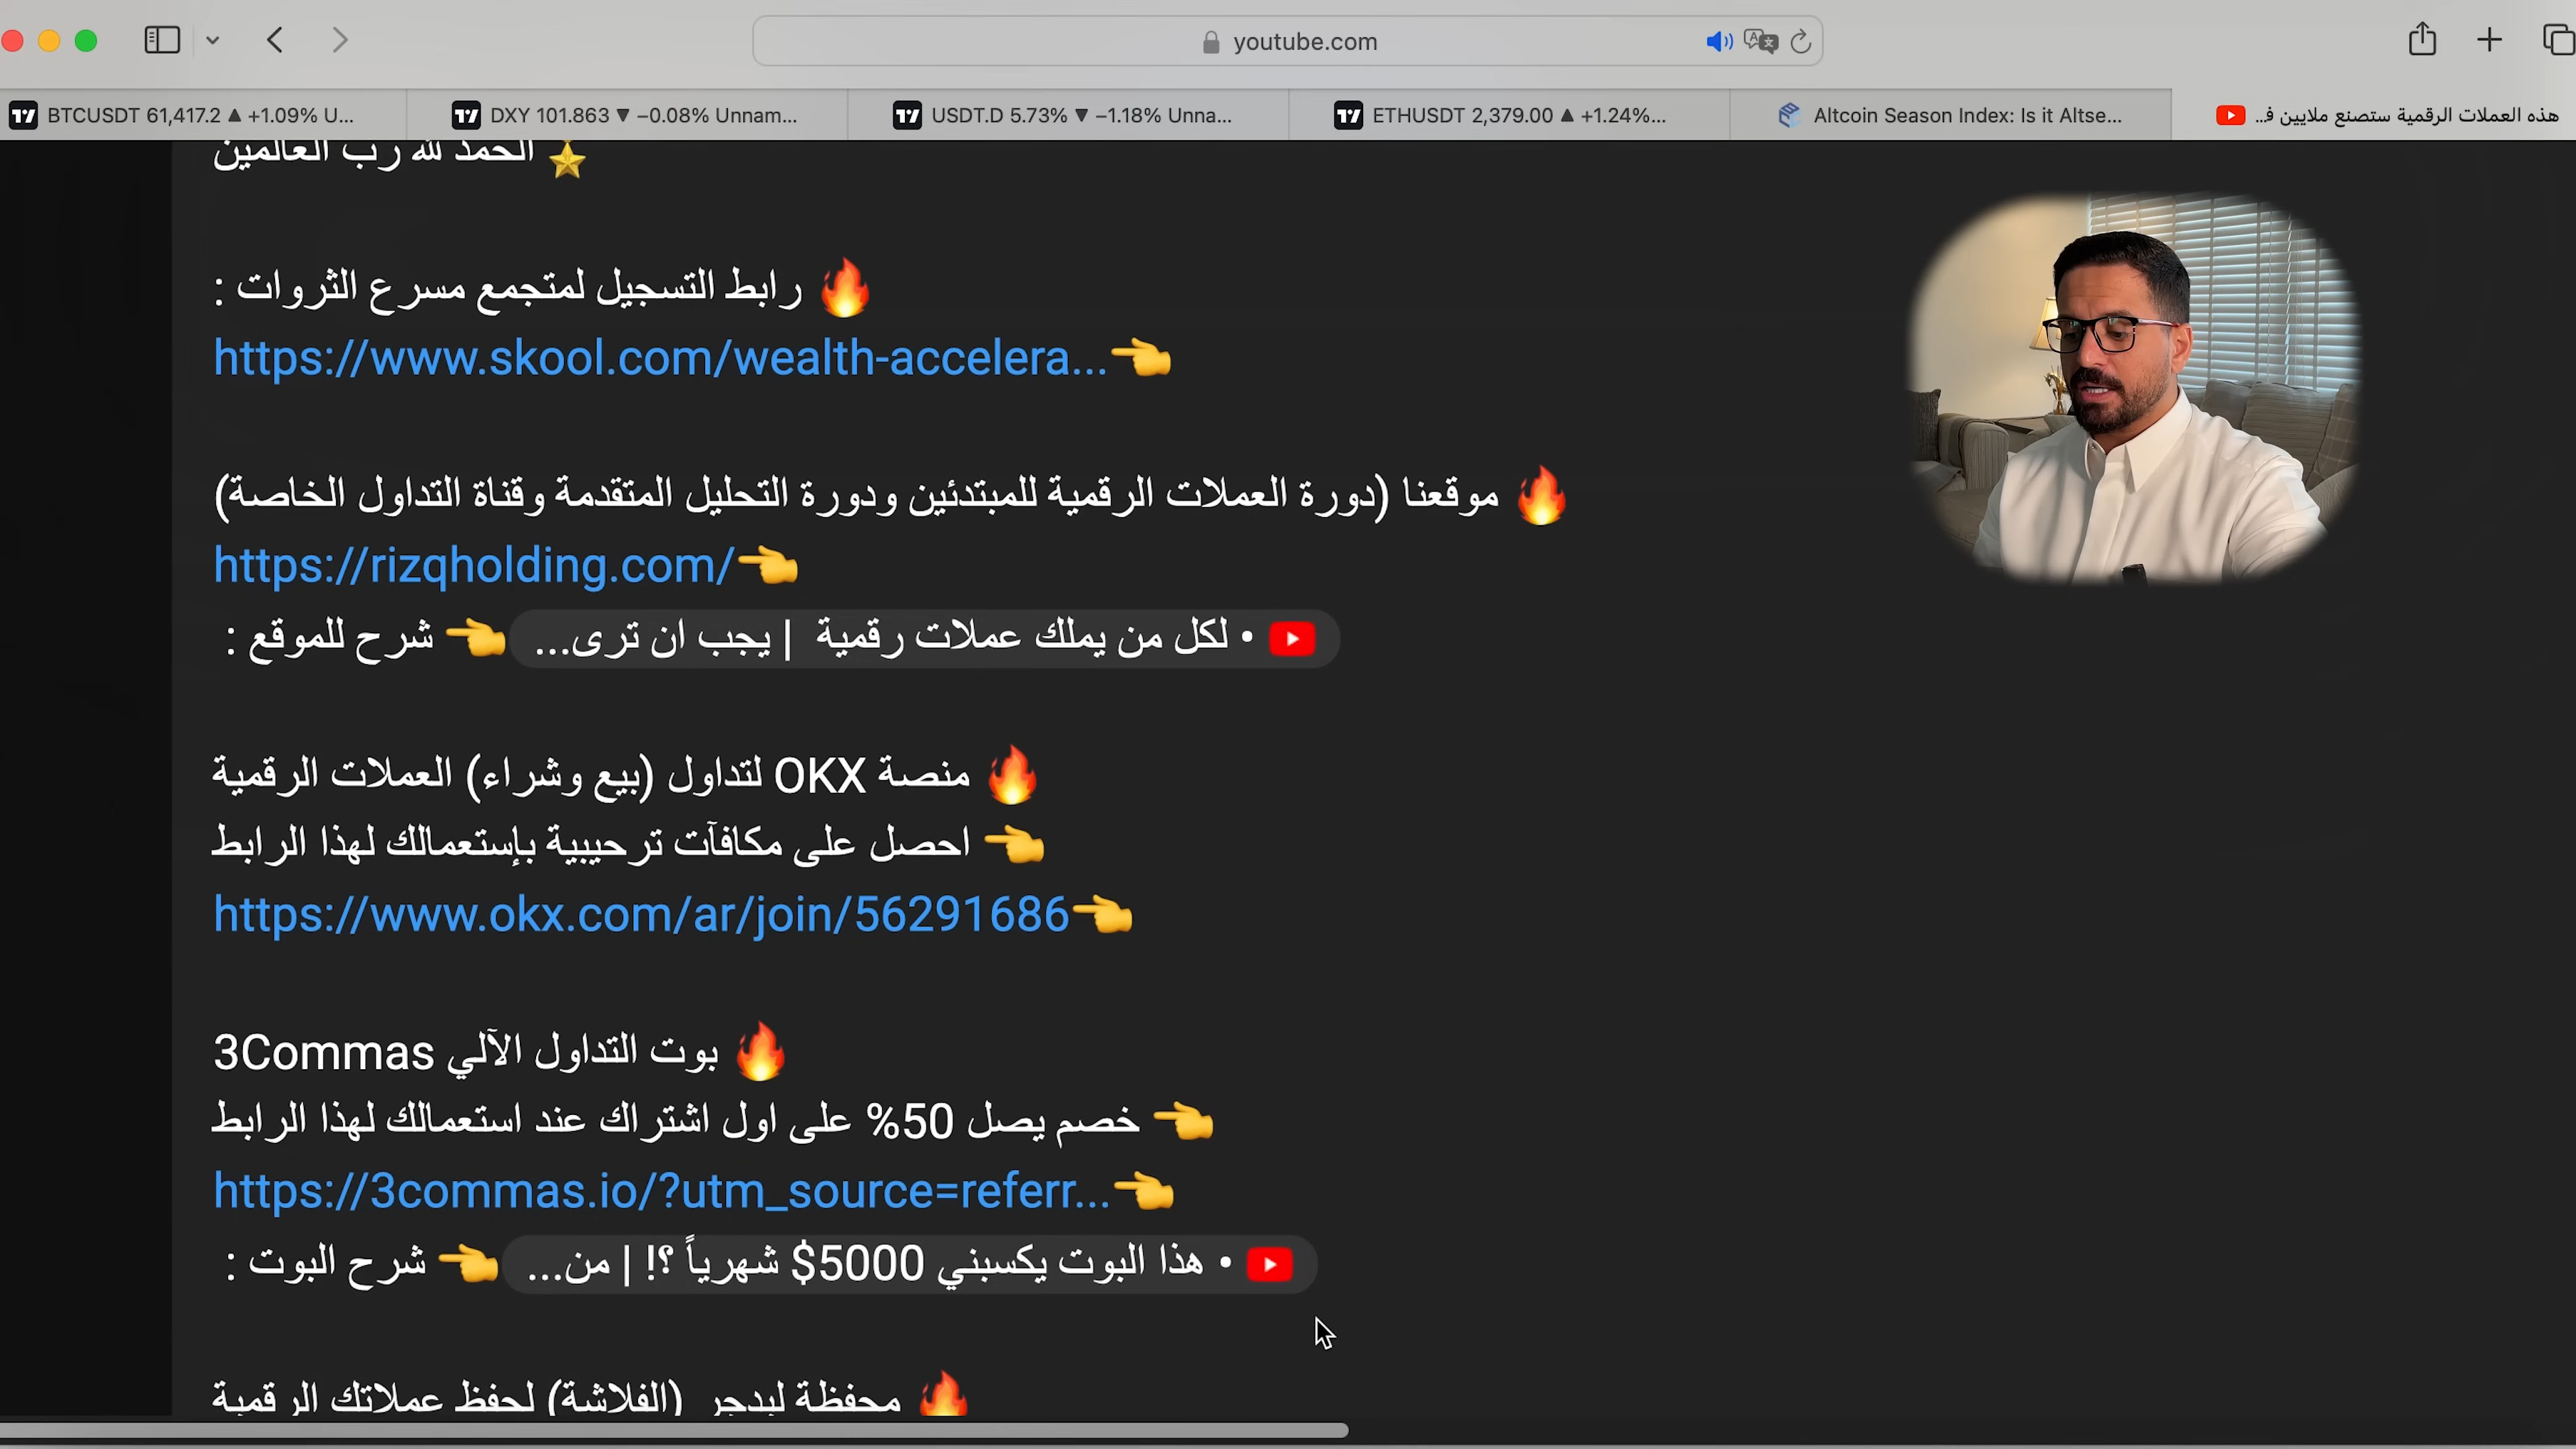 youtube.com
BTCUSDT 61,417.2 ▲ +1.09% U...
DXY 101.863 ▼ −0.08% Unnam...
USDT.D 5.73% ▼ −1.18% Unna...
ETHUSDT 2,379.00 ▲ +1.24%...
Altcoin Season Index: Is it Altse...
هذه العملات الرقمية ستصنع ملايين ف...
⭐ الحمد لله رب العالمين
🔥 رابط التسجيل لمتجمع مسرع الثروات :
https://www.skool.com/wealth-accelera...👈
🔥 موقعنا (دورة العملات الرقمية للمبتدئين ودورة التحليل المتقدمة وقناة التداول الخاصة)
https://rizqholding.com/👈
• لكل من يملك عملات رقمية | يجب ان ترى... 👈 شرح للموقع :
🔥 منصة OKX لتداول (بيع وشراء) العملات الرقمية
👈 احصل على مكافآت ترحيبية بإستعمالك لهذا الرابط
https://www.okx.com/ar/join/56291686👈
🔥 بوت التداول الآلي 3Commas
👈 خصم يصل 50% على اول اشتراك عند استعمالك لهذا الرابط
https://3commas.io/?utm_source=referr...👈
• هذا البوت يكسبني 5000$ شهرياً ؟! | من... 👈 شرح البوت :
🔥 محفظة ليدجر (الفلاشة) لحفظ عملاتك الرقمية